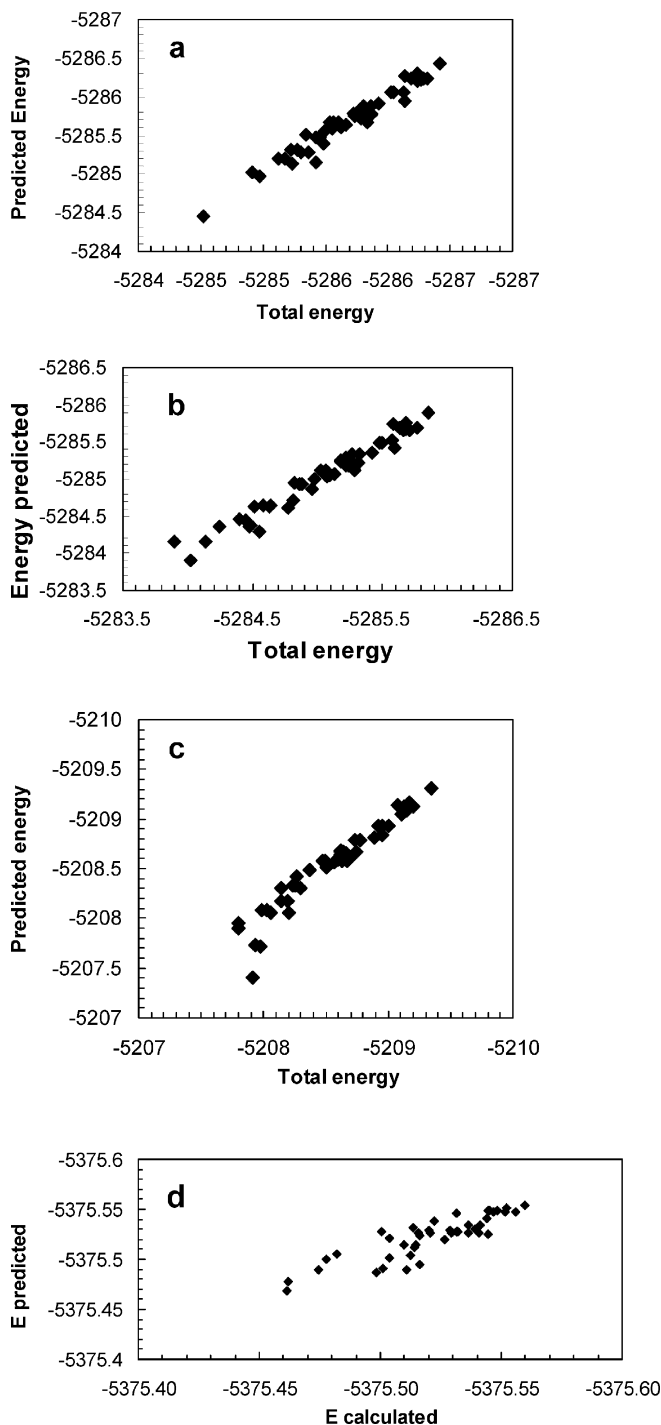 a
-5287
-5286.5
-5286
-5285.5
-5285
-5284.5
-5284
Predicted Energy
-5284 -5285 -5285 -5286 -5286 -5287 -5287
Total energy
b
-5286.5
-5286
-5285.5
-5285
-5284.5
-5284
-5283.5
Energy predicted
-5283.5 -5284.5 -5285.5 -5286.5
Total energy
c
-5210
-5209.5
-5209
-5208.5
-5208
-5207.5
-5207
Predicted energy
-5207 -5208 -5209 -5210
Total energy
d
-5375.6
-5375.55
-5375.5
-5375.45
-5375.4
E predicted
-5375.40 -5375.45 -5375.50 -5375.55 -5375.60
E calculated